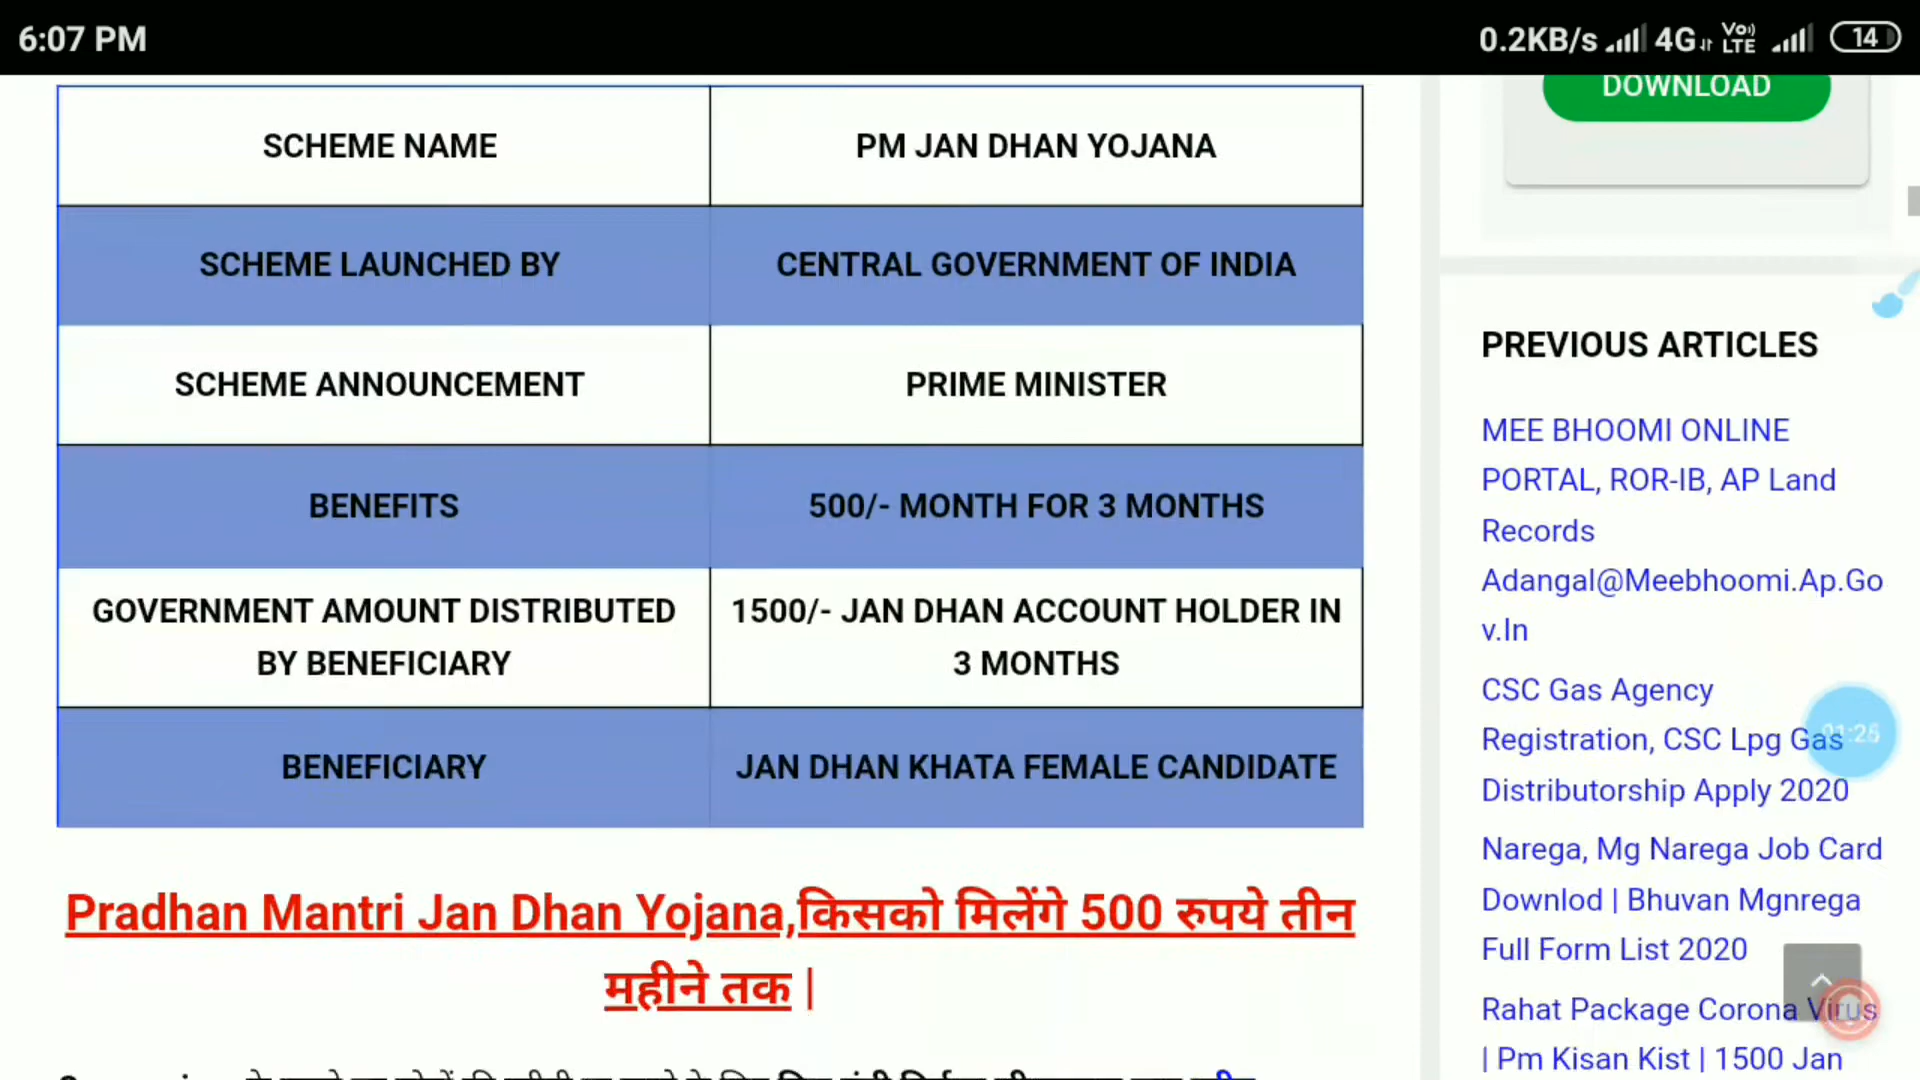 6:07 PM
0.2KB/s 4G Vo)) LTE 14
SCHEME NAME PM JAN DHAN YOJANA
SCHEME LAUNCHED BY CENTRAL GOVERNMENT OF INDIA
SCHEME ANNOUNCEMENT PRIME MINISTER
BENEFITS 500/- MONTH FOR 3 MONTHS
GOVERNMENT AMOUNT DISTRIBUTED
BY BENEFICIARY
1500/- JAN DHAN ACCOUNT HOLDER IN
3 MONTHS
BENEFICIARY JAN DHAN KHATA FEMALE CANDIDATE
Pradhan Mantri Jan Dhan Yojana,किसको मिलेंगे 500 रुपये तीन
महीने तक |
DOWNLOAD
PREVIOUS ARTICLES
MEE BHOOMI ONLINE
PORTAL, ROR-IB, AP Land
Records
Adangal@Meebhoomi.Ap.Go
v.In
CSC Gas Agency
Registration, CSC Lpg Gas
Distributorship Apply 2020
01:25
Narega, Mg Narega Job Card
Downlod | Bhuvan Mgnrega
Full Form List 2020
Rahat Package Corona Virus
| Pm Kisan Kist | 1500 Jan